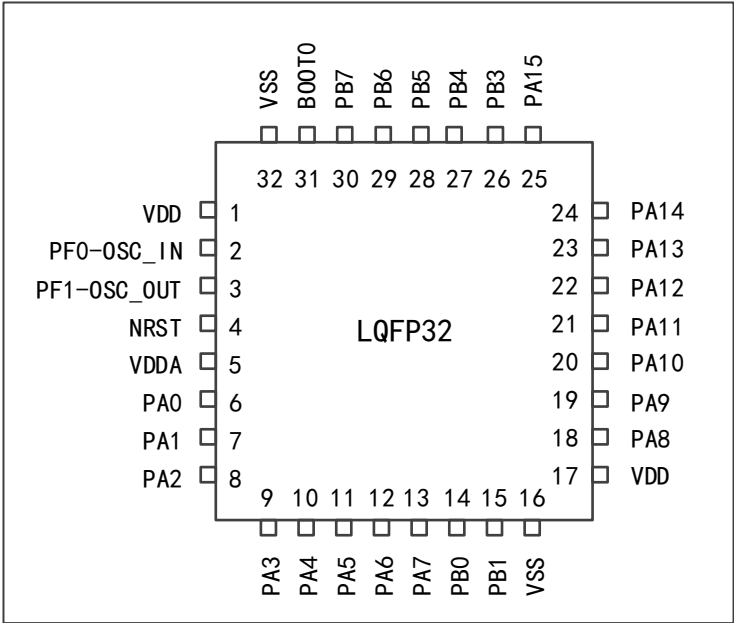 VSS BOOT0 PB7 PB6 PB5 PB4 PB3 PA15
32 31 30 29 28 27 26 25
VDD 1 24 PA14
PF0-OSC_IN 2 23 PA13
PF1-OSC_OUT 3 22 PA12
NRST 4 LQFP32 21 PA11
VDDA 5 20 PA10
PA0 6 19 PA9
PA1 7 18 PA8
PA2 8 17 VDD
9 10 11 12 13 14 15 16
PA3 PA4 PA5 PA6 PA7 PB0 PB1 VSS